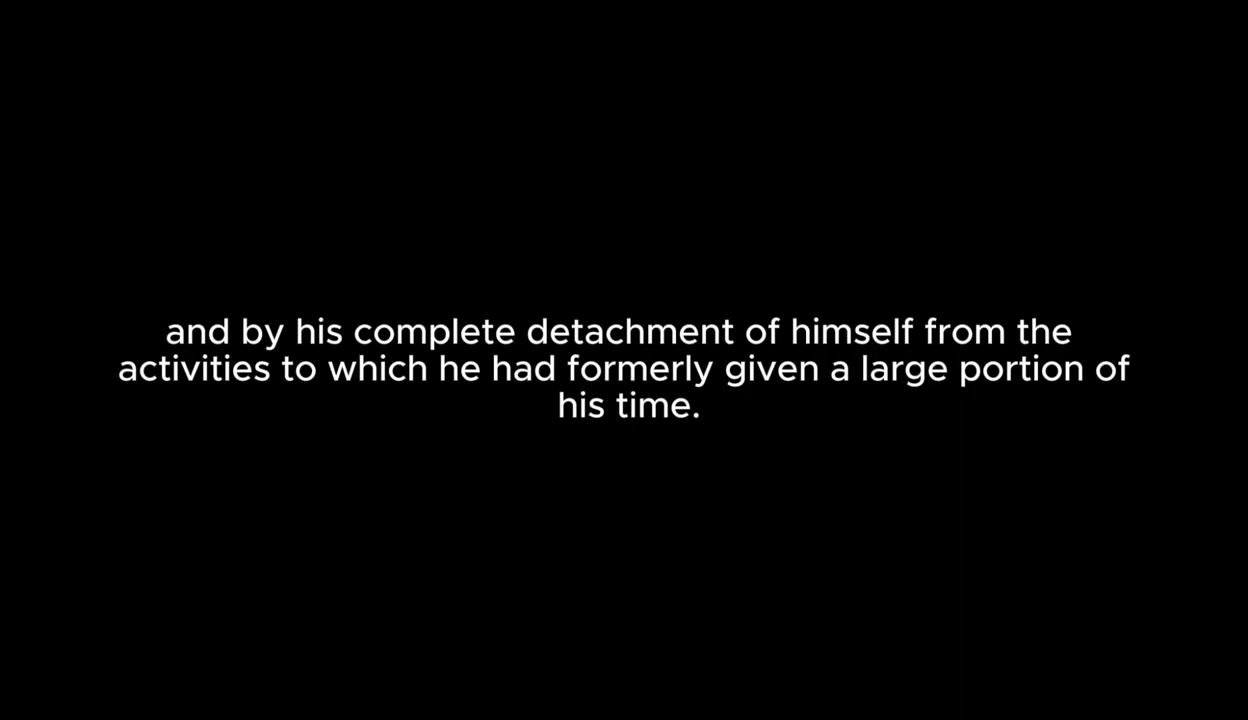 and by his complete detachment of himself from the
activities to which he had formerly given a large portion of
his time.